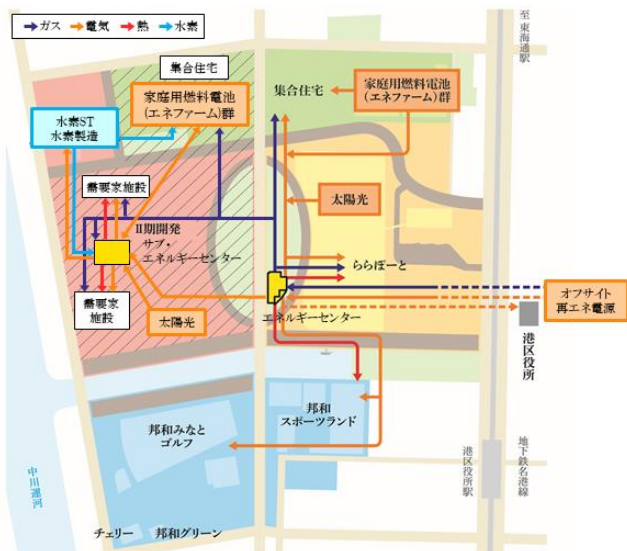 ガス 電気 熱 水素
至 東海通駅
集合住宅
家庭用燃料電池
(エネファーム)群
集合住宅
家庭用燃料電池
(エネファーム)群
水素ST
水素製造
太陽光
需要家施設
Ⅱ期開発
サブ・
エネルギーセンター
ららぽーと
需要家
施設
太陽光
エネルギーセンター
オフサイト
再エネ電源
港区役所
邦和
スポーツランド
邦和みなと
ゴルフ
中川運河
港区役所駅
地下鉄名港線
チェリー 邦和グリーン